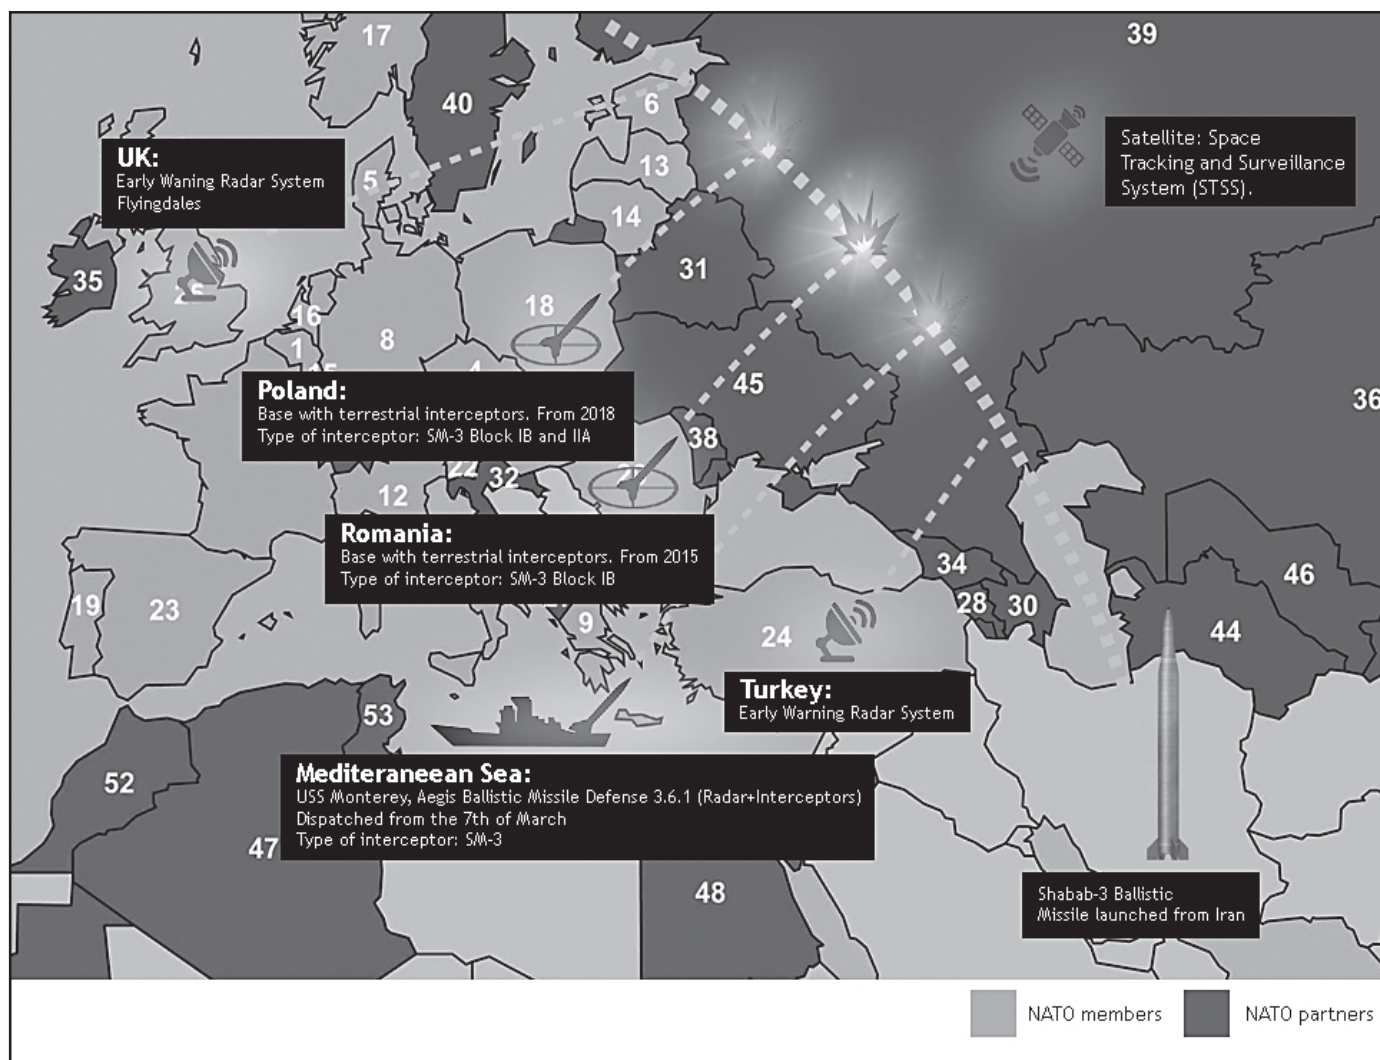 17
39
40
6
UK:
Early Waning Radar System
Flyingdales
Satellite: Space
Tracking and Surveillance
System (STSS).
5
13
14
35
31
25
18
16
1
8
15
4
45
36
Poland:
Base with terrestrial interceptors. From 2018
Type of interceptor: SM-3 Block IB and IIA
38
22
32
12
Romania:
Base with terrestrial interceptors. From 2015
Type of interceptor: SM-3 Block IB
34
46
19
23
9
24
28
30
44
Turkey:
Early Warning Radar System
53
52
Mediteraneean Sea:
USS Monterey, Aegis Ballistic Missile Defense 3.6.1 (Radar+Interceptors)
Dispatched from the 7th of March
Type of interceptor: SM-3
47
48
Shabab-3 Ballistic
Missile launched from Iran
NATO members
NATO partners